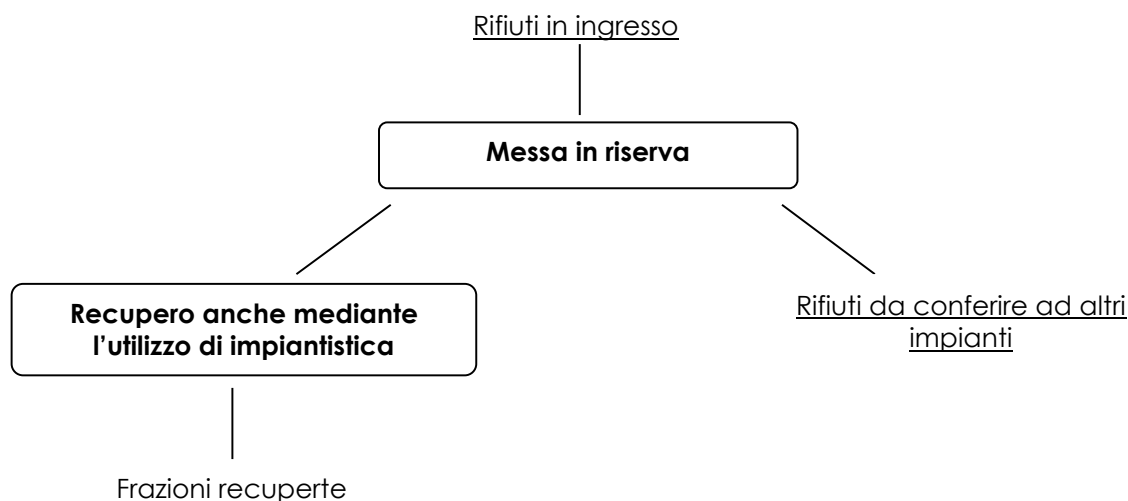 Rifiuti in ingresso
Messa in riserva
Recupero anche mediante
l'utilizzo di impiantistica
Rifiuti da conferire ad altri
impianti
Frazioni recuperte